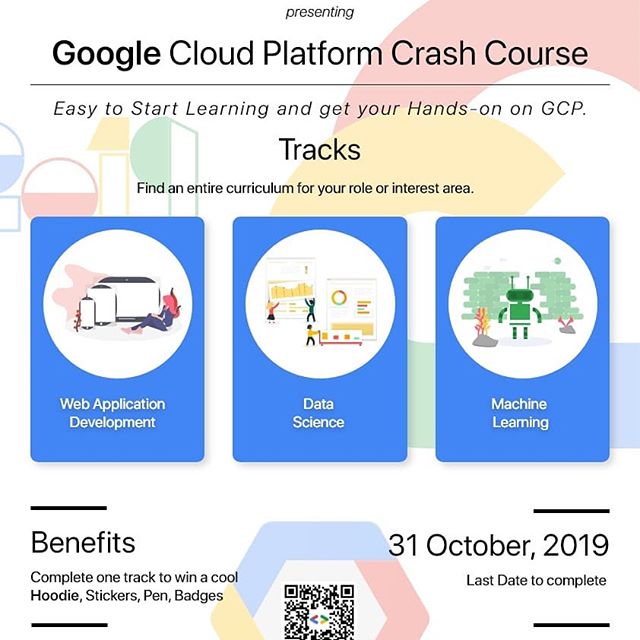 presenting
Google Cloud Platform Crash Course
Easy to Start Learning and get your Hands-on on GCP.
Tracks
Find an entire curriculum for your role or interest area.
Web Application
Development
Data
Science
Machine
Learning
Benefits
Complete one track to win a cool
Hoodie, Stickers, Pen, Badges
31 October, 2019
Last Date to complete